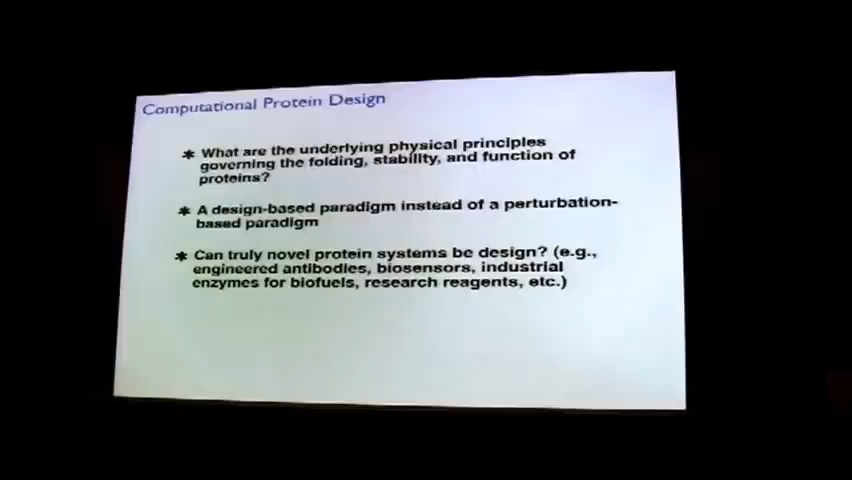 Computational Protein Design
* What are the underlying physical principles
governing the folding, stability, and function of
proteins?
* A design-based paradigm instead of a perturbation-
based paradigm
* Can truly novel protein systems be design? (e.g.,
engineered antibodies, biosensors, industrial
enzymes for biofuels, research reagents, etc.)